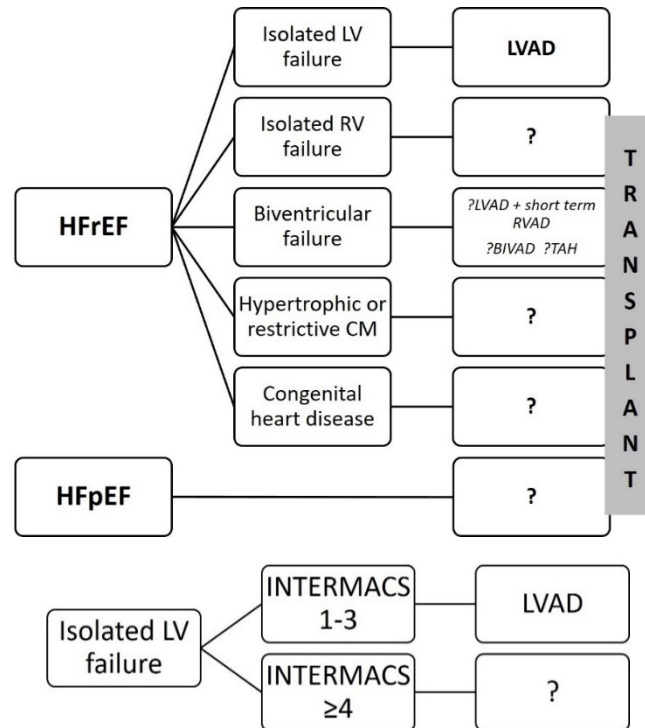 Isolated LV
failure
LVAD
Isolated RV
failure
?
HFrEF
Biventricular
failure
?LVAD + short term
RVAD
?BIVAD ?TAH
Hypertrophic or
restrictive CM
?
Congenital
heart disease
?
HFpEF
?
T
R
A
N
S
P
L
A
N
T
Isolated LV
failure
INTERMACS
1-3
LVAD
INTERMACS
≥4
?